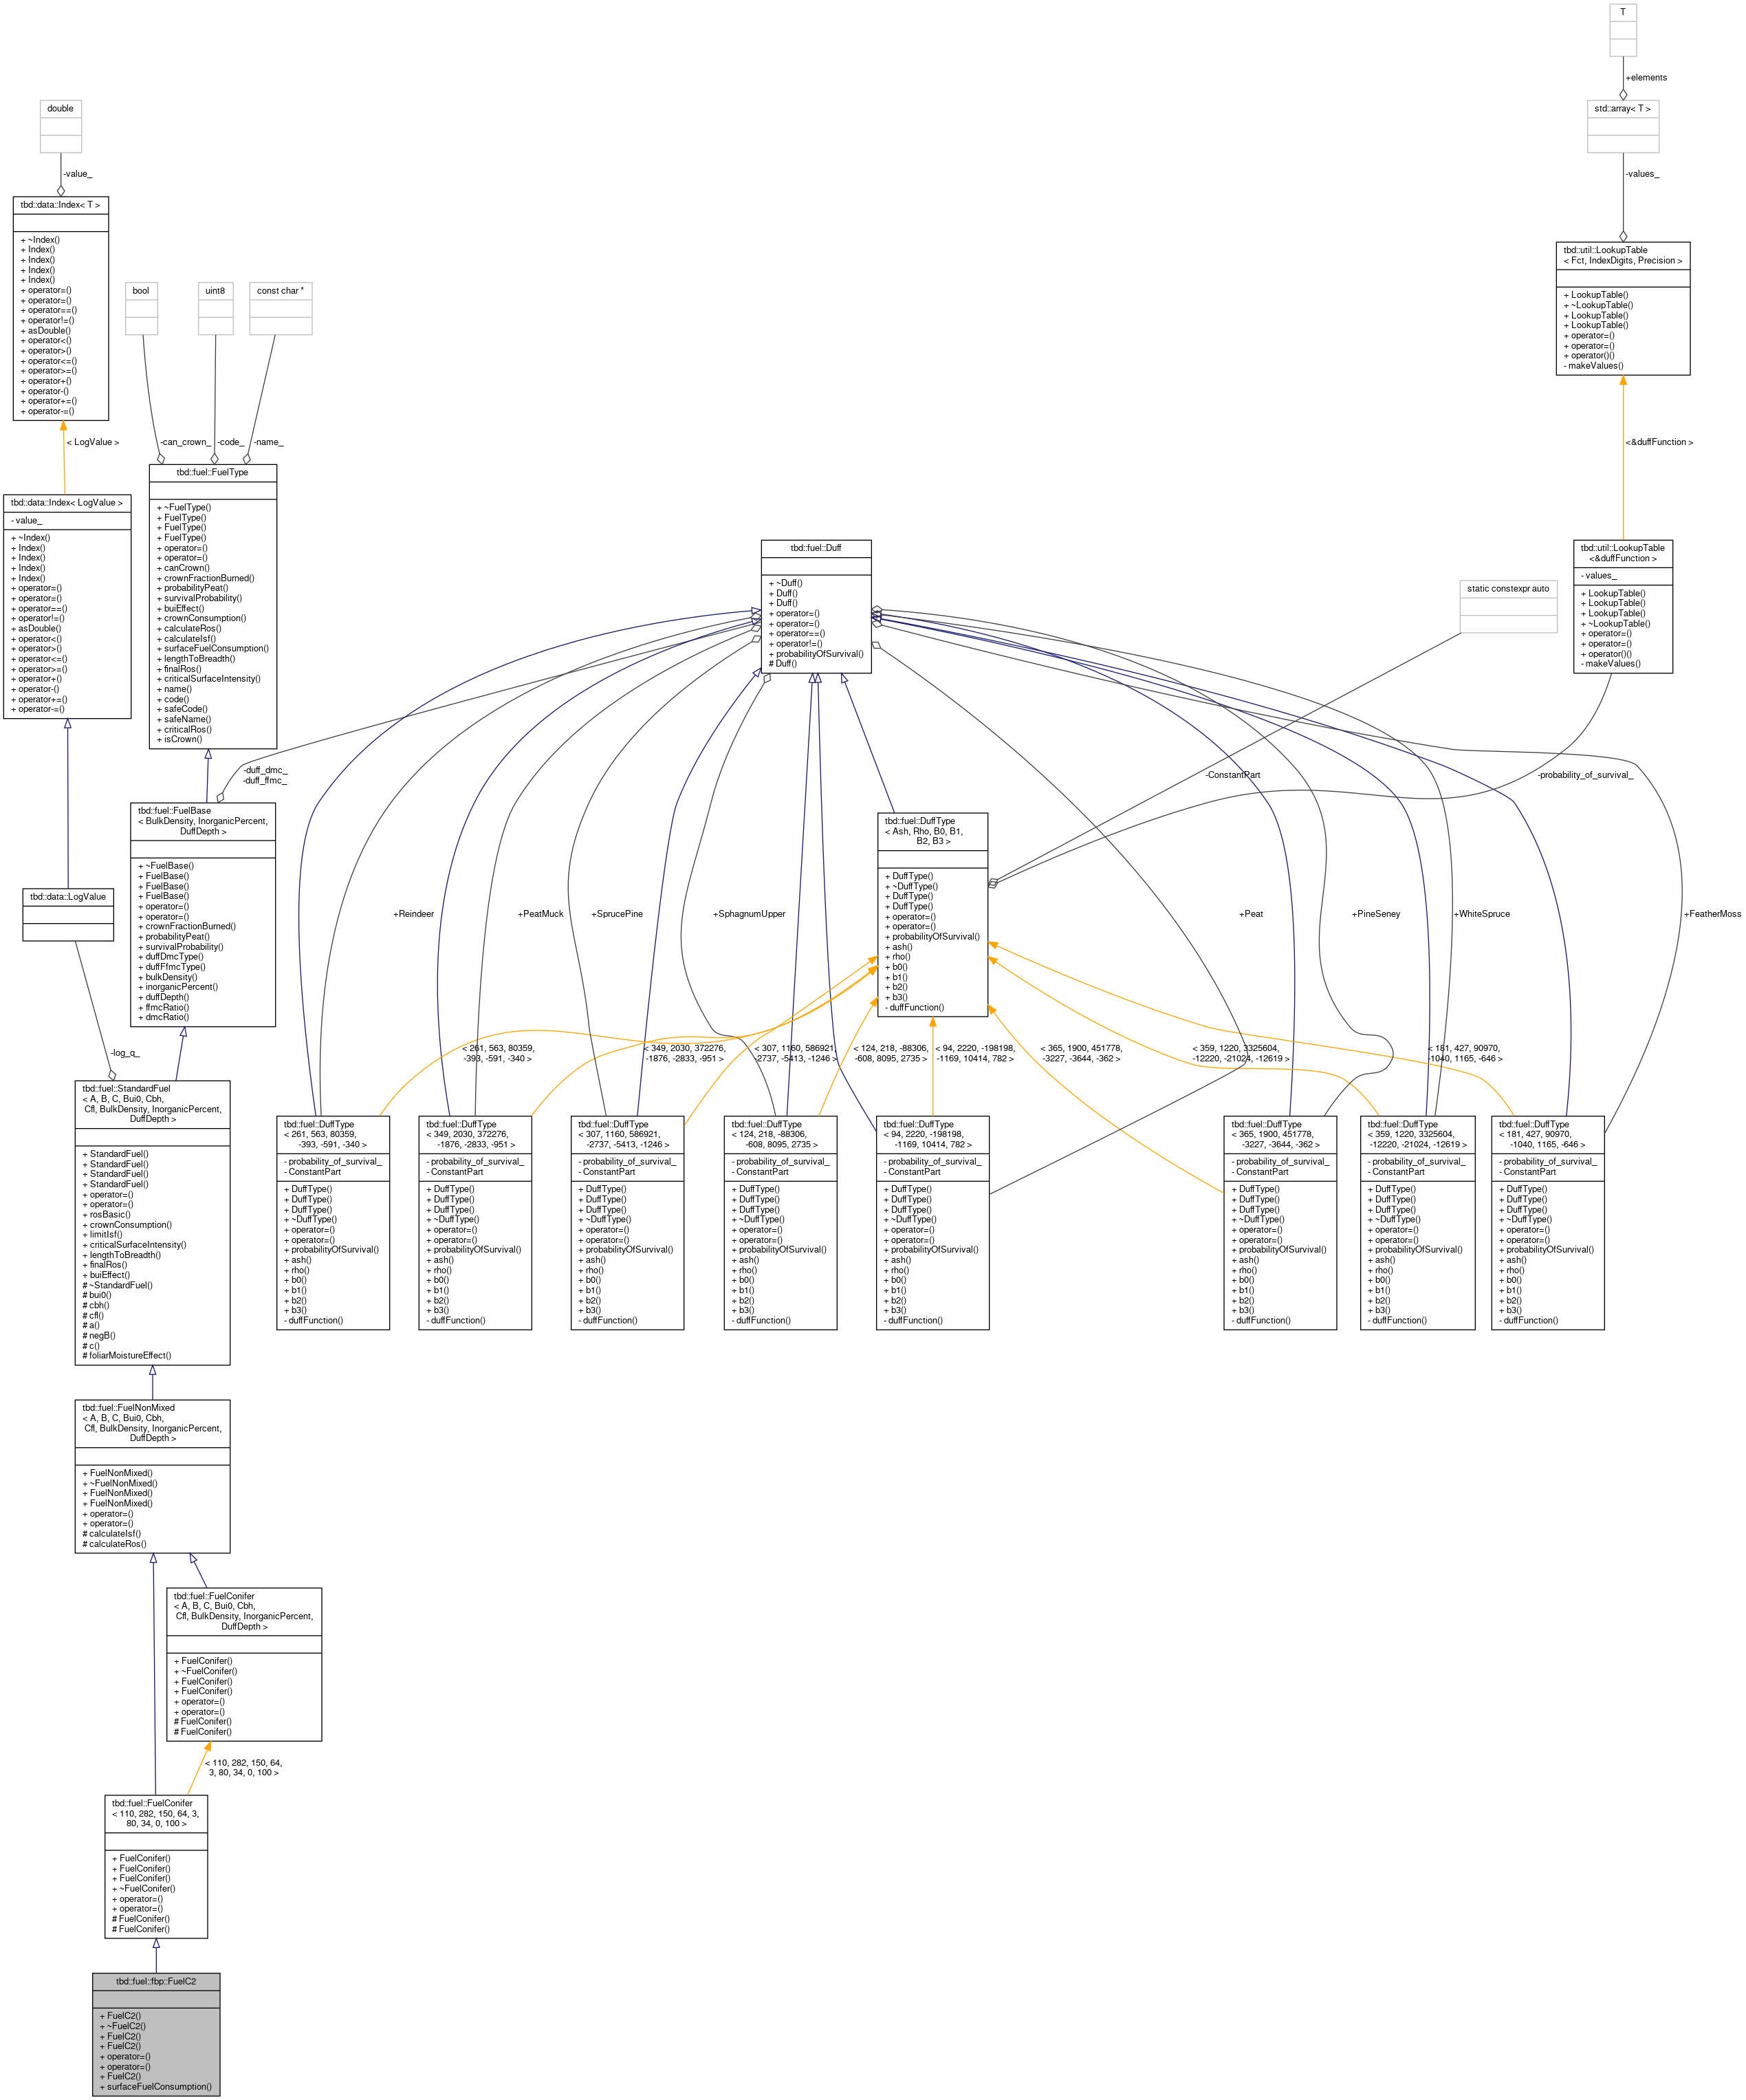 T
+elements
double
std::array< T >
-value_
-values_
tbd::data::Index< T >
+ ~Index()
+ Index()
+ Index()
+ Index()
+ Index()
+ operator=()
+ operator=()
+ operator==()
+ operator!=()
+ asDouble()
+ operator<()
+ operator>()
+ operator<=()
+ operator>=()
+ operator+()
+ operator-()
+ operator+=()
+ operator-=()
tbd::util::LookupTable
< Fct, IndexDigits, Precision >
+ LookupTable()
+ ~LookupTable()
+ LookupTable()
+ LookupTable()
+ operator=()
+ operator=()
+ operator()()
- makeValues()
bool
uint8
const char *
< LogValue >
-can_crown_
-code_
-name_
<&duffFunction >
tbd::fuel::FuelType
+ ~FuelType()
+ FuelType()
+ FuelType()
+ FuelType()
+ operator=()
+ operator=()
+ canCrown()
+ crownFractionBurned()
+ probabilityPeat()
+ survivalProbability()
+ buiEffect()
+ crownConsumption()
+ calculateRos()
+ calculateIsf()
+ surfaceFuelConsumption()
+ lengthToBreadth()
+ finalRos()
+ criticalSurfaceIntensity()
+ name()
+ code()
+ safeCode()
+ safeName()
+ criticalRos()
+ isCrown()
tbd::data::Index< LogValue >
- value_
+ ~Index()
+ Index()
+ Index()
+ Index()
+ Index()
+ operator=()
+ operator=()
+ operator==()
+ operator!=()
+ asDouble()
+ operator<()
+ operator>()
+ operator<=()
+ operator>=()
+ operator+()
+ operator-()
+ operator+=()
+ operator-=()
tbd::fuel::Duff
+ ~Duff()
+ Duff()
+ Duff()
+ operator=()
+ operator=()
+ operator==()
+ operator!=()
+ probabilityOfSurvival()
# Duff()
static constexpr auto
tbd::util::LookupTable
<&duffFunction >
- values_
+ LookupTable()
+ LookupTable()
+ LookupTable()
+ ~LookupTable()
+ operator=()
+ operator=()
+ operator()()
- makeValues()
-duff_dmc_
-duff_ffmc_
-ConstantPart
-probability_of_survival_
tbd::fuel::FuelBase
< BulkDensity, InorganicPercent,
DuffDepth >
+ ~FuelBase()
+ FuelBase()
+ FuelBase()
+ FuelBase()
+ operator=()
+ operator=()
+ crownFractionBurned()
+ probabilityPeat()
+ survivalProbability()
+ duffDmcType()
+ duffFfmcType()
+ bulkDensity()
+ inorganicPercent()
+ duffDepth()
+ ffmcRatio()
+ dmcRatio()
tbd::fuel::DuffType
< Ash, Rho, B0, B1,
B2, B3 >
+ DuffType()
+ ~DuffType()
+ DuffType()
+ DuffType()
+ operator=()
+ operator=()
+ probabilityOfSurvival()
+ ash()
+ rho()
+ b0()
+ b1()
+ b2()
+ b3()
- duffFunction()
tbd::data::LogValue
+Reindeer
+PeatMuck
+SprucePine
+SphagnumUpper
+Peat
+PineSeney
+WhiteSpruce
+FeatherMoss
-log_q_
< 261, 563, 80359,
-393, -591, -340 >
< 349, 2030, 372276,
-1876, -2833, -951 >
< 307, 1160, 586921,
-2737, -5413, -1246 >
< 124, 218, -88306,
-608, 8095, 2735 >
< 94, 2220, -198198,
-1169, 10414, 782 >
< 365, 1900, 451778,
-3227, -3644, -362 >
< 359, 1220, 3325604,
-12220, -21024, -12619 >
< 181, 427, 90970,
-1040, 1165, -646 >
tbd::fuel::StandardFuel
< A, B, C, Bui0, Cbh,
Cfl, BulkDensity, InorganicPercent,
DuffDepth >
+ StandardFuel()
+ StandardFuel()
+ StandardFuel()
+ StandardFuel()
+ operator=()
+ operator=()
+ rosBasic()
+ crownConsumption()
+ limitIsf()
+ criticalSurfaceIntensity()
+ lengthToBreadth()
+ finalRos()
+ buiEffect()
# ~StandardFuel()
# bui0()
# cbh()
# cfl()
# a()
# negB()
# c()
# foliarMoistureEffect()
tbd::fuel::DuffType
< 261, 563, 80359,
-393, -591, -340 >
- probability_of_survival_
- ConstantPart
+ DuffType()
+ DuffType()
+ DuffType()
+ ~DuffType()
+ operator=()
+ operator=()
+ probabilityOfSurvival()
+ ash()
+ rho()
+ b0()
+ b1()
+ b2()
+ b3()
- duffFunction()
tbd::fuel::DuffType
< 349, 2030, 372276,
-1876, -2833, -951 >
- probability_of_survival_
- ConstantPart
+ DuffType()
+ DuffType()
+ DuffType()
+ ~DuffType()
+ operator=()
+ operator=()
+ probabilityOfSurvival()
+ ash()
+ rho()
+ b0()
+ b1()
+ b2()
+ b3()
- duffFunction()
tbd::fuel::DuffType
< 307, 1160, 586921,
-2737, -5413, -1246 >
- probability_of_survival_
- ConstantPart
+ DuffType()
+ DuffType()
+ DuffType()
+ ~DuffType()
+ operator=()
+ operator=()
+ probabilityOfSurvival()
+ ash()
+ rho()
+ b0()
+ b1()
+ b2()
+ b3()
- duffFunction()
tbd::fuel::DuffType
< 124, 218, -88306,
-608, 8095, 2735 >
- probability_of_survival_
- ConstantPart
+ DuffType()
+ DuffType()
+ DuffType()
+ ~DuffType()
+ operator=()
+ operator=()
+ probabilityOfSurvival()
+ ash()
+ rho()
+ b0()
+ b1()
+ b2()
+ b3()
- duffFunction()
tbd::fuel::DuffType
< 94, 2220, -198198,
-1169, 10414, 782 >
- probability_of_survival_
- ConstantPart
+ DuffType()
+ DuffType()
+ DuffType()
+ ~DuffType()
+ operator=()
+ operator=()
+ probabilityOfSurvival()
+ ash()
+ rho()
+ b0()
+ b1()
+ b2()
+ b3()
- duffFunction()
tbd::fuel::DuffType
< 365, 1900, 451778,
-3227, -3644, -362 >
- probability_of_survival_
- ConstantPart
+ DuffType()
+ DuffType()
+ DuffType()
+ ~DuffType()
+ operator=()
+ operator=()
+ probabilityOfSurvival()
+ ash()
+ rho()
+ b0()
+ b1()
+ b2()
+ b3()
- duffFunction()
tbd::fuel::DuffType
< 359, 1220, 3325604,
-12220, -21024, -12619 >
- probability_of_survival_
- ConstantPart
+ DuffType()
+ DuffType()
+ DuffType()
+ ~DuffType()
+ operator=()
+ operator=()
+ probabilityOfSurvival()
+ ash()
+ rho()
+ b0()
+ b1()
+ b2()
+ b3()
- duffFunction()
tbd::fuel::DuffType
< 181, 427, 90970,
-1040, 1165, -646 >
- probability_of_survival_
- ConstantPart
+ DuffType()
+ DuffType()
+ DuffType()
+ ~DuffType()
+ operator=()
+ operator=()
+ probabilityOfSurvival()
+ ash()
+ rho()
+ b0()
+ b1()
+ b2()
+ b3()
- duffFunction()
tbd::fuel::FuelNonMixed
< A, B, C, Bui0, Cbh,
Cfl, BulkDensity, InorganicPercent,
DuffDepth >
+ FuelNonMixed()
+ ~FuelNonMixed()
+ FuelNonMixed()
+ FuelNonMixed()
+ operator=()
+ operator=()
# calculateIsf()
# calculateRos()
tbd::fuel::FuelConifer
< A, B, C, Bui0, Cbh,
Cfl, BulkDensity, InorganicPercent,
DuffDepth >
+ FuelConifer()
+ ~FuelConifer()
+ FuelConifer()
+ FuelConifer()
+ operator=()
+ operator=()
# FuelConifer()
# FuelConifer()
< 110, 282, 150, 64,
3, 80, 34, 0, 100 >
tbd::fuel::FuelConifer
< 110, 282, 150, 64, 3,
80, 34, 0, 100 >
+ FuelConifer()
+ FuelConifer()
+ FuelConifer()
+ ~FuelConifer()
+ operator=()
+ operator=()
# FuelConifer()
# FuelConifer()
tbd::fuel::fbp::FuelC2
+ FuelC2()
+ ~FuelC2()
+ FuelC2()
+ FuelC2()
+ operator=()
+ operator=()
+ FuelC2()
+ surfaceFuelConsumption()